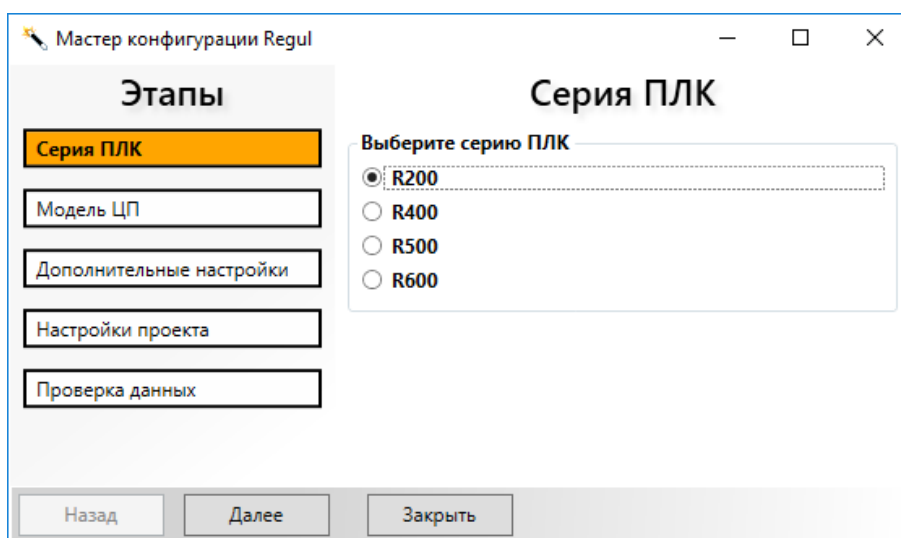 Мастер конфигурации Regul
Этапы
Серия ПЛК
Модель ЦП
Дополнительные настройки
Настройки проекта
Проверка данных
Серия ПЛК
Выберите серию ПЛК
R200
R400
R500
R600
Назад
Далее
Закрыть